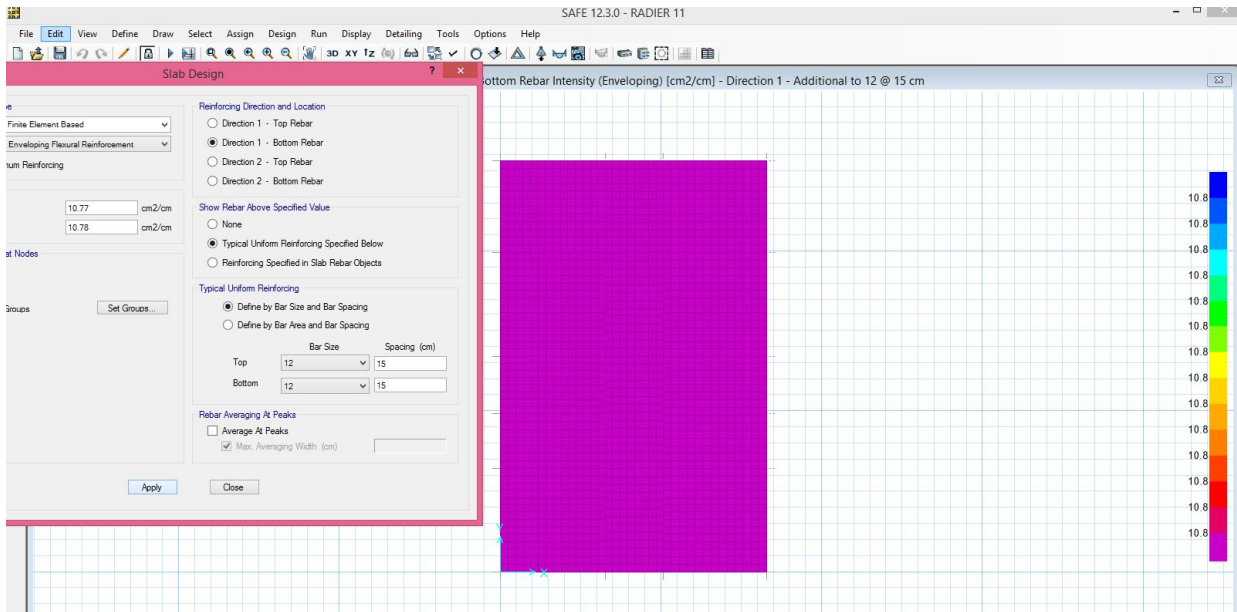 SAFE 12.3.0 - RADIER 11
File Edit View Define Draw Select Assign Design Run Display Detailing Tools Options Help
3D XY
Slab Design ?
ottom Rebar Intensity (Enveloping) [cm2/cm] - Direction 1 - Additional to 12 @ 15 cm
Finite Element Based
Enveloping Flexural Reinforcement
num Reinforcing
10.77 cm2/cm
10.78 cm2/cm
at Nodes
Groups
Set Groups...
Reinforcing Direction and Location
Direction 1 - Top Rebar
Direction 1 - Bottom Rebar
Direction 2 - Top Rebar
Direction 2 - Bottom Rebar
Show Rebar Above Specified Value
None
Typical Uniform Reinforcing Specified Below
Reinforcing Specified in Slab Rebar Objects
Typical Uniform Reinforcing
Define by Bar Size and Bar Spacing
Define by Bar Area and Bar Spacing
Bar Size Spacing (cm)
Top 12 15
Bottom 12 15
Rebar Averaging At Peaks
Average At Peaks
Max. Averaging Width (cm)
Apply Close
Y
X
10.8
10.8
10.8
10.8
10.8
10.8
10.8
10.8
10.8
10.8
10.8
10.8
10.8
10.8